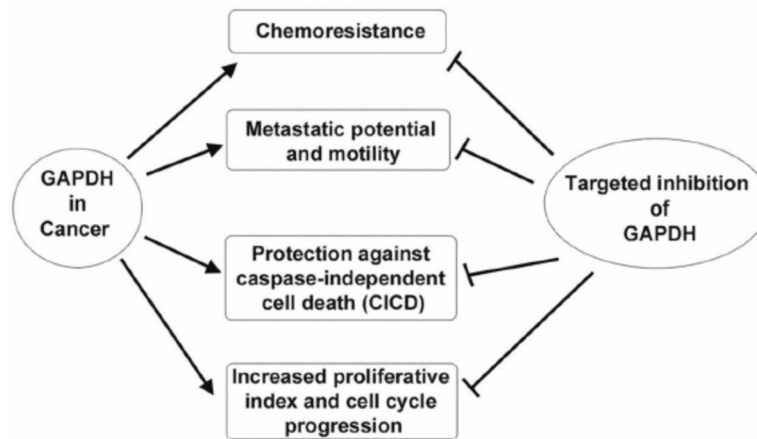 Chemoresistance
Metastatic potential
and motility
GAPDH
in
Cancer
Targeted inhibition
of
GAPDH
Protection against
caspase-independent
cell death (CICD)
Increased proliferative
index and cell cycle
progression